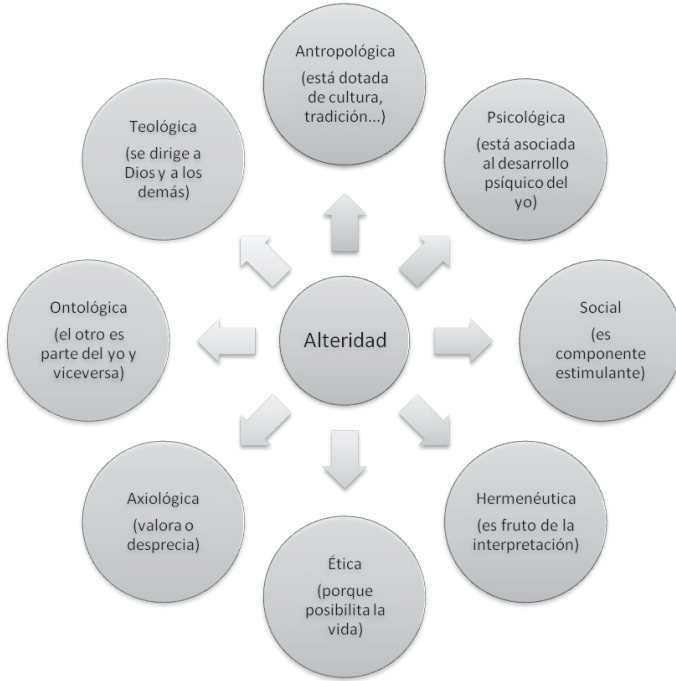 Antropológica
(está dotada
de cultura,
tradición...)
Psicológica
(está asociada
al desarrollo
psíquico del
yo)
Social
(es
componente
estimulante)
Hermenéutica
(es fruto de la
interpretación)
Ética
(porque
posibilita la
vida)
Axiológica
(valora o
desprecia)
Ontológica
(el otro es
parte del yo y
viceversa)
Teológica
(se dirige a
Dios y a los
demás)
Alteridad